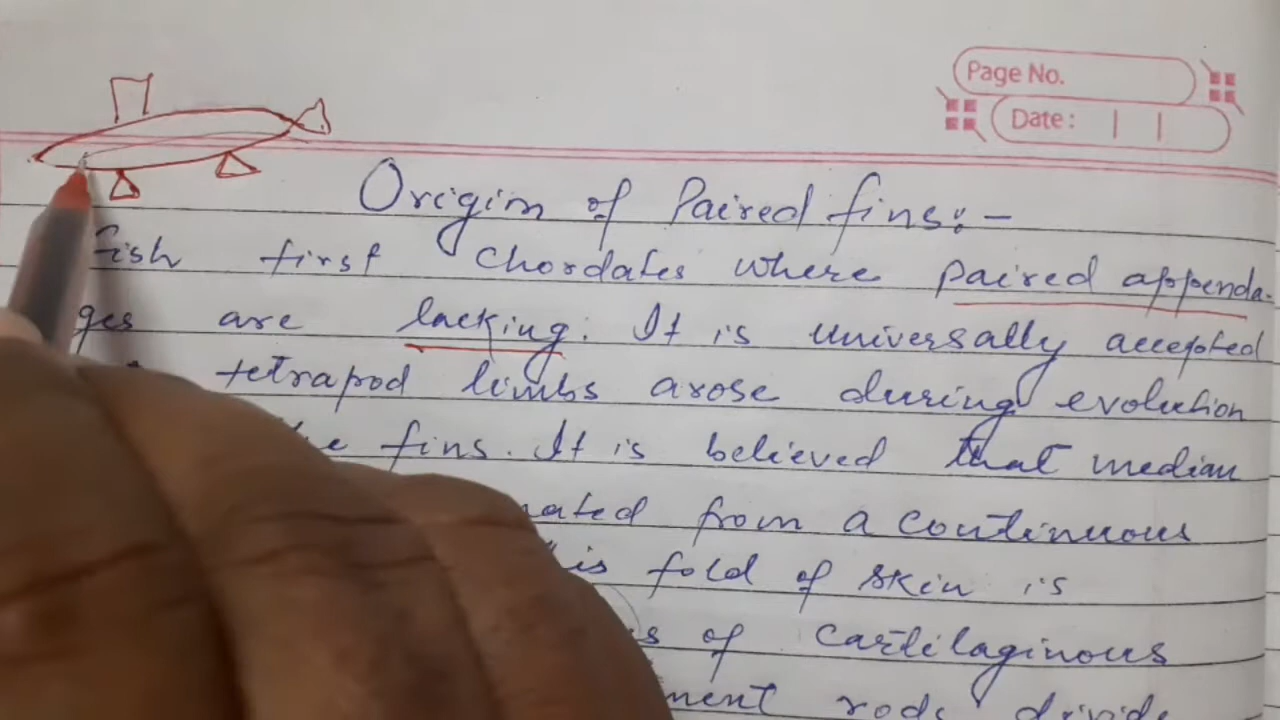 Page No.
Date: | |
Origin of Paired fins:-
fish first chordates where paired appenda-
ges are lacking. It is universally accepted
tetrapod limbs arose during evolution
fins. It is believed that median
from a continuous
fold of skin is
of cartilaginous
rods divide